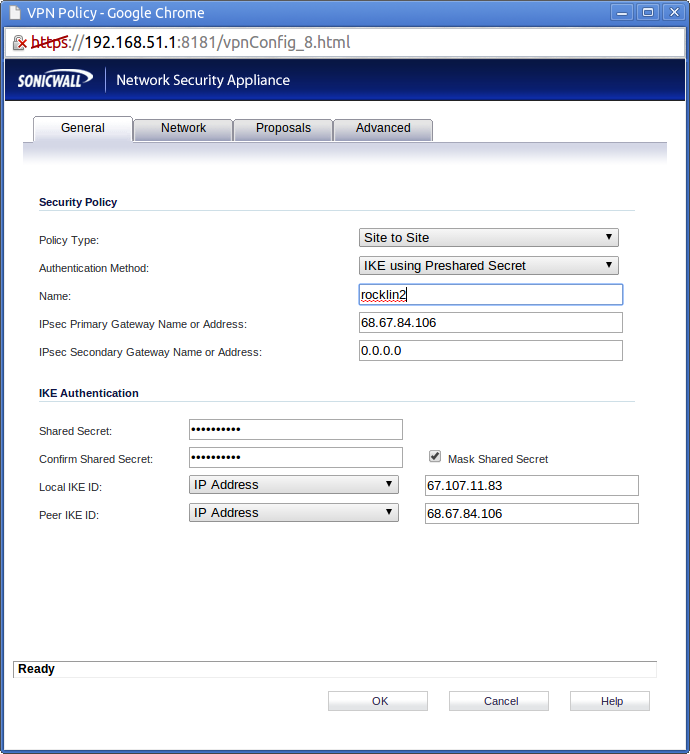 VPN Policy - Google Chrome
https://192.168.51.1:8181/vpnConfig_8.html
SONICWALL Network Security Appliance
General Network Proposals Advanced
Security Policy
Policy Type: Site to Site
Authentication Method: IKE using Preshared Secret
Name: rocklin2
IPsec Primary Gateway Name or Address: 68.67.84.106
IPsec Secondary Gateway Name or Address: 0.0.0.0
IKE Authentication
Shared Secret: ••••••••••
Confirm Shared Secret: •••••••••• Mask Shared Secret
Local IKE ID: IP Address 67.107.11.83
Peer IKE ID: IP Address 68.67.84.106
Ready
OK Cancel Help